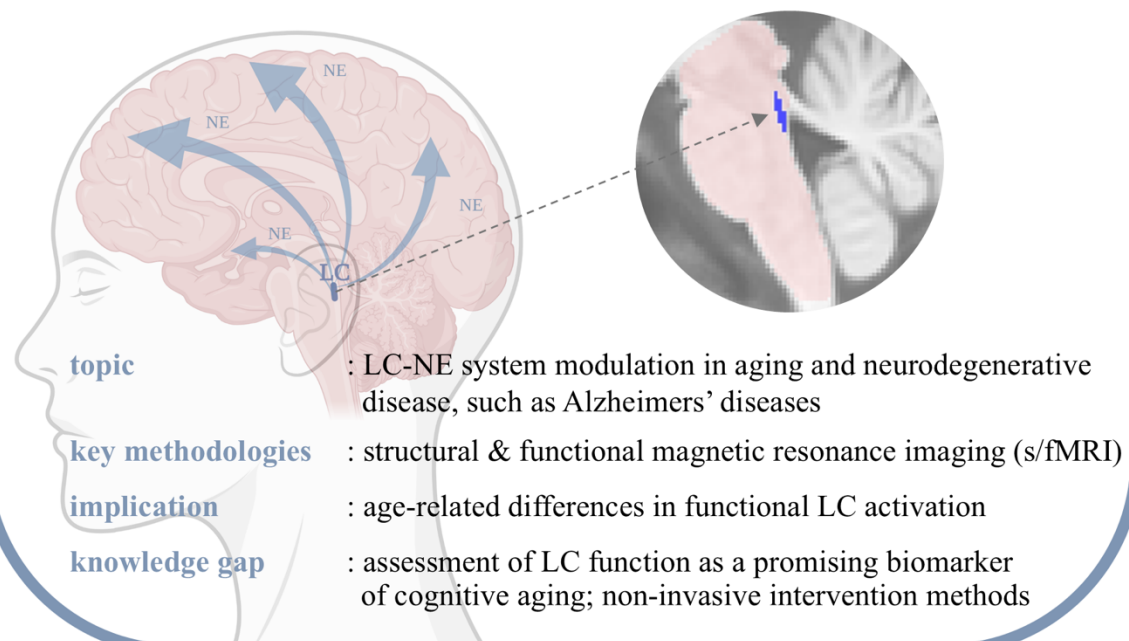 NE
NE
NE
NE
LC
topic : LC-NE system modulation in aging and neurodegenerative
disease, such as Alzheimers’ diseases
key methodologies : structural & functional magnetic resonance imaging (s/fMRI)
implication : age-related differences in functional LC activation
knowledge gap : assessment of LC function as a promising biomarker
of cognitive aging; non-invasive intervention methods